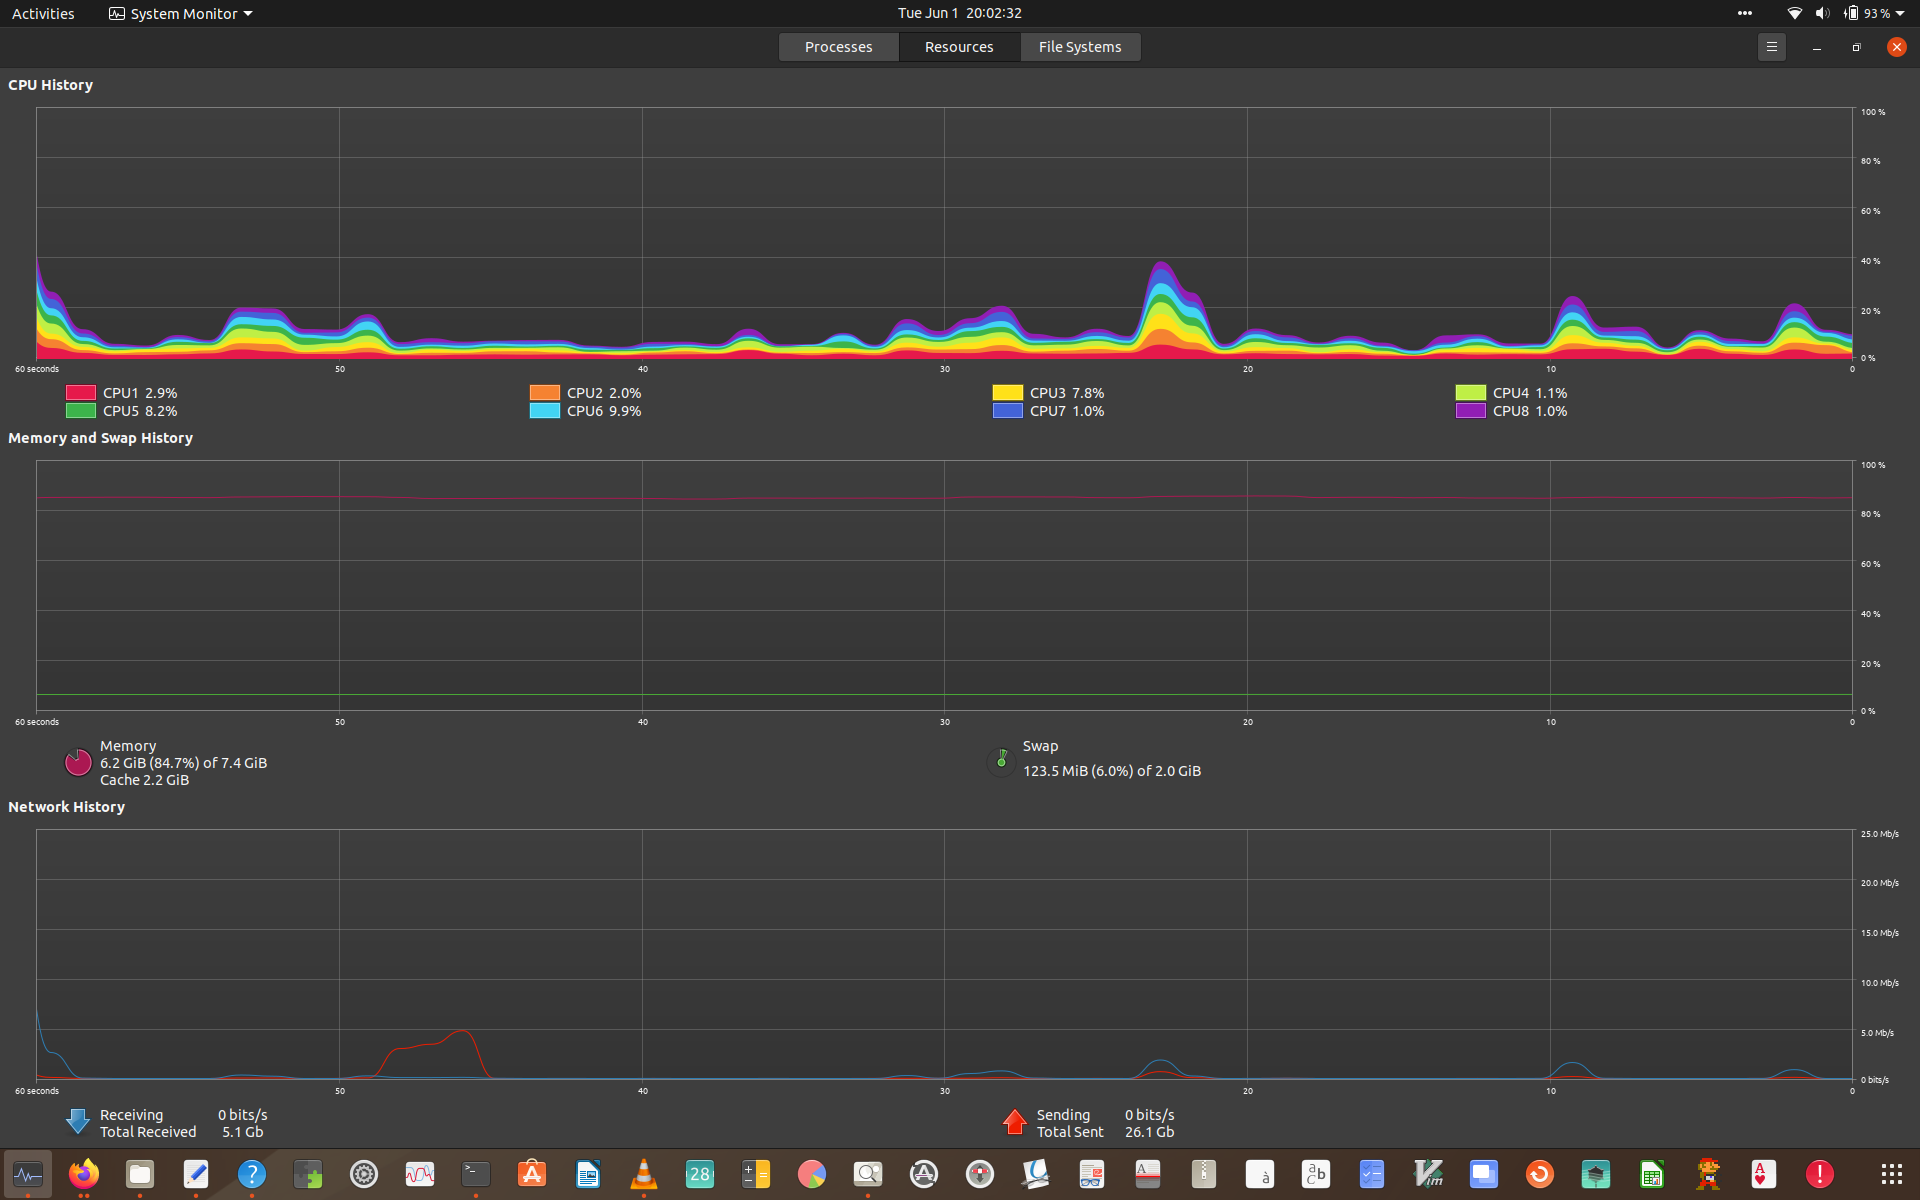 Activities System Monitor Tue Jun 1 20:02:32 93 %
Processes Resources File Systems
CPU History
100 %
80 %
60 %
40 %
20 %
0 %
60 seconds 50 40 30 20 10 0
CPU1 2.9% CPU2 2.0% CPU3 7.8% CPU4 1.1%
CPU5 8.2% CPU6 9.9% CPU7 1.0% CPU8 1.0%
Memory and Swap History
100 %
80 %
60 %
40 %
20 %
0 %
60 seconds 50 40 30 20 10 0
Memory
6.2 GiB (84.7%) of 7.4 GiB
Cache 2.2 GiB
Swap
123.5 MiB (6.0%) of 2.0 GiB
Network History
25.0 Mb/s
20.0 Mb/s
15.0 Mb/s
10.0 Mb/s
5.0 Mb/s
0 bits/s
60 seconds 50 40 30 20 10 0
Receiving 0 bits/s
Total Received 5.1 Gb
Sending 0 bits/s
Total Sent 26.1 Gb
? >_ A 28 A A à a b c Vim A !